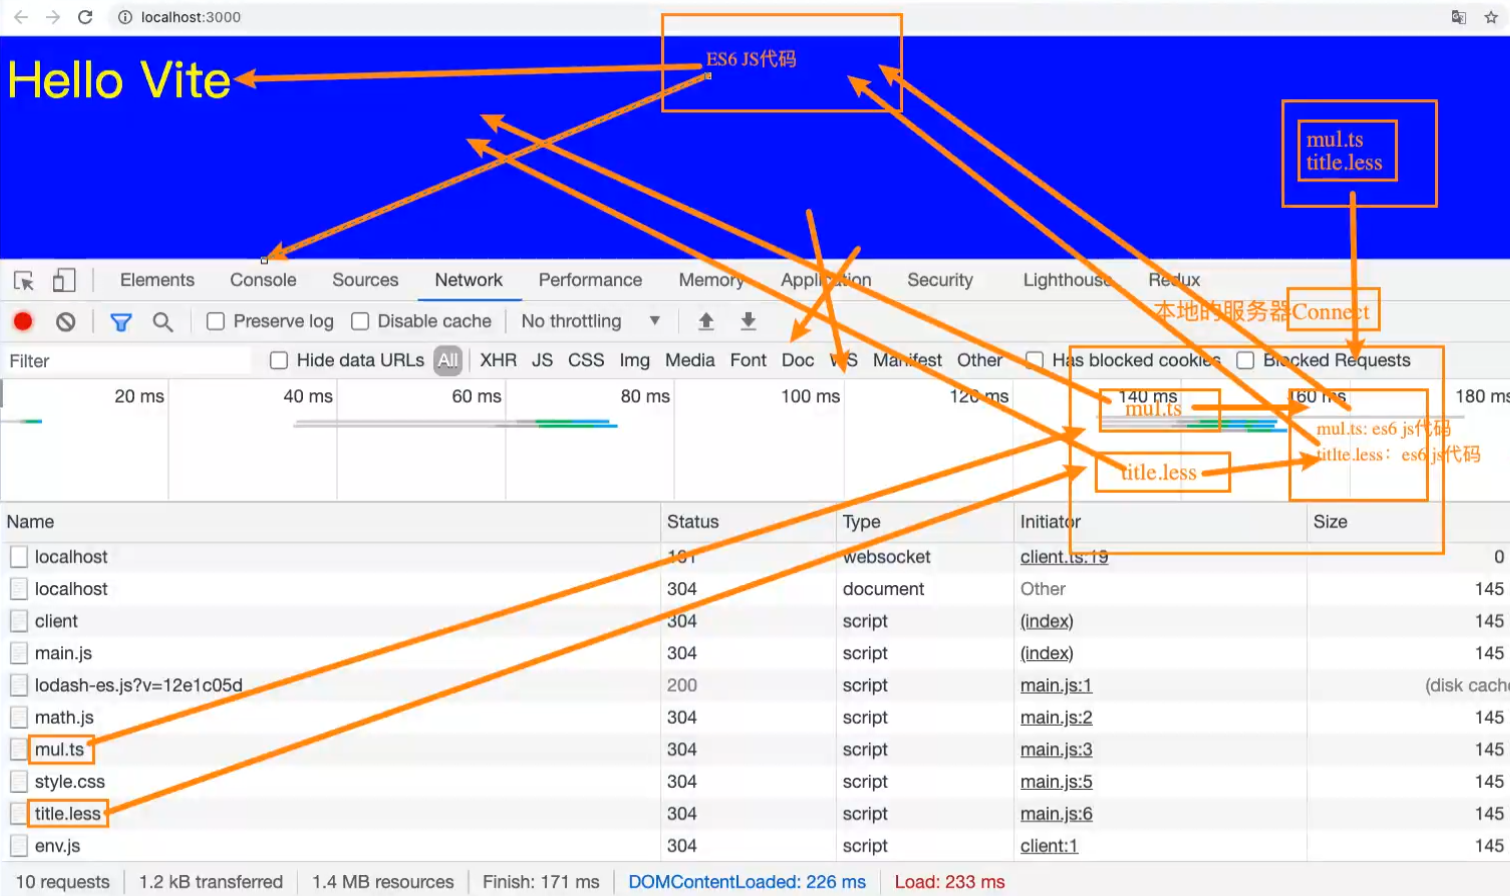 localhost:3000
ES6 JS代码
Hello Vite
mul.ts
title.less
Elements Console Sources Network Performance Memory Application Security Lighthouse Redux
本地的服务器Connect
Preserve log Disable cache No throttling
Filter Hide data URLs All XHR JS CSS Img Media Font Doc WS Manifest Other Has blocked cookies Blocked Requests
20 ms 40 ms 60 ms 80 ms 100 ms 120 ms 140 ms 160 ms 180 ms
mul.ts
mul.ts: es6 js代码
titlte.less：es6 js代码
title.less
Name Status Type Initiator Size
localhost 101 websocket client.ts:19 0
localhost 304 document Other 145
client 304 script (index) 145
main.js 304 script (index) 145
lodash-es.js?v=12e1c05d 200 script main.js:1 (disk cache
math.js 304 script main.js:2 145
mul.ts 304 script main.js:3 145
style.css 304 script main.js:5 145
title.less 304 script main.js:6 145
env.js 304 script client:1 145
10 requests 1.2 kB transferred 1.4 MB resources Finish: 171 ms DOMContentLoaded: 226 ms Load: 233 ms